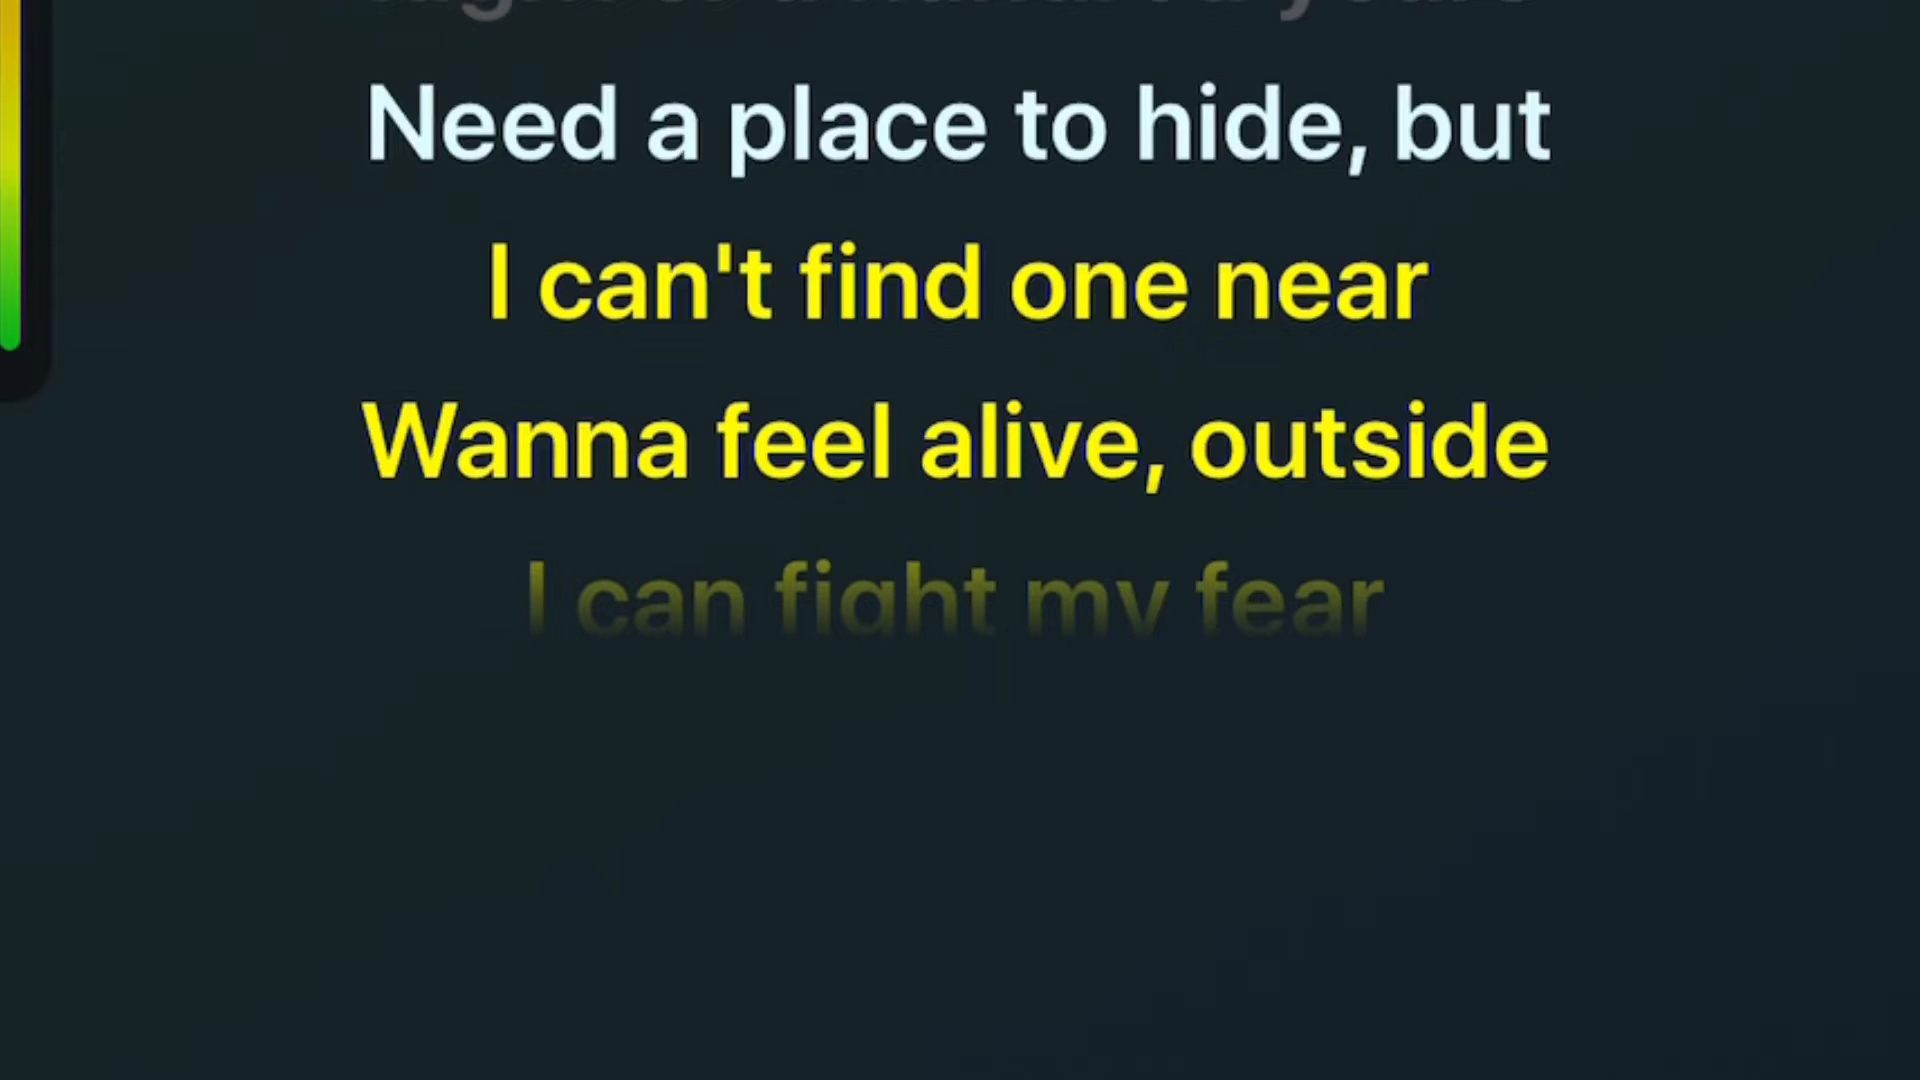 Need a place to hide, but
I can't find one near
Wanna feel alive, outside
I can fight my fear